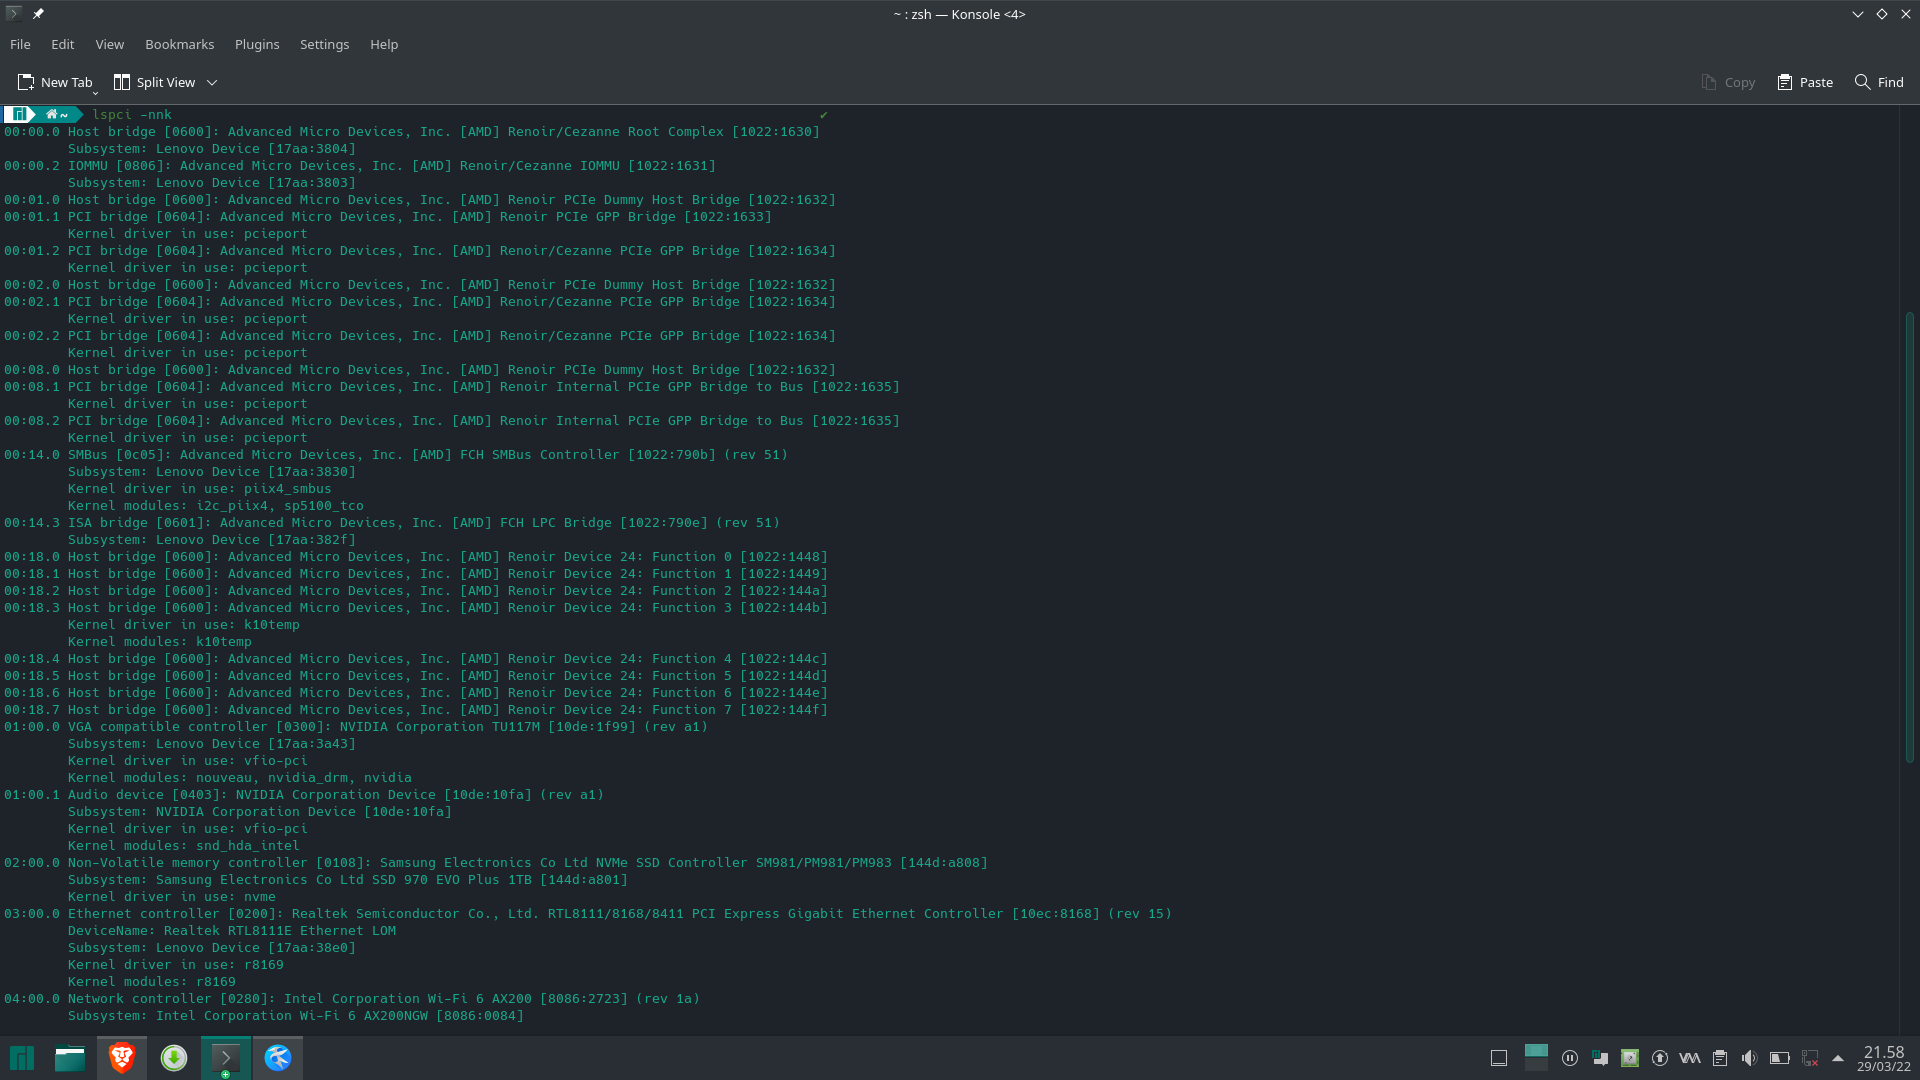 ~ : zsh — Konsole <4>
File Edit View Bookmarks Plugins Settings Help
New Tab Split View Copy Paste Find
~ lspci -nnk ✔
00:00.0 Host bridge [0600]: Advanced Micro Devices, Inc. [AMD] Renoir/Cezanne Root Complex [1022:1630]
Subsystem: Lenovo Device [17aa:3804]
00:00.2 IOMMU [0806]: Advanced Micro Devices, Inc. [AMD] Renoir/Cezanne IOMMU [1022:1631]
Subsystem: Lenovo Device [17aa:3803]
00:01.0 Host bridge [0600]: Advanced Micro Devices, Inc. [AMD] Renoir PCIe Dummy Host Bridge [1022:1632]
00:01.1 PCI bridge [0604]: Advanced Micro Devices, Inc. [AMD] Renoir PCIe GPP Bridge [1022:1633]
Kernel driver in use: pcieport
00:01.2 PCI bridge [0604]: Advanced Micro Devices, Inc. [AMD] Renoir/Cezanne PCIe GPP Bridge [1022:1634]
Kernel driver in use: pcieport
00:02.0 Host bridge [0600]: Advanced Micro Devices, Inc. [AMD] Renoir PCIe Dummy Host Bridge [1022:1632]
00:02.1 PCI bridge [0604]: Advanced Micro Devices, Inc. [AMD] Renoir/Cezanne PCIe GPP Bridge [1022:1634]
Kernel driver in use: pcieport
00:02.2 PCI bridge [0604]: Advanced Micro Devices, Inc. [AMD] Renoir/Cezanne PCIe GPP Bridge [1022:1634]
Kernel driver in use: pcieport
00:08.0 Host bridge [0600]: Advanced Micro Devices, Inc. [AMD] Renoir PCIe Dummy Host Bridge [1022:1632]
00:08.1 PCI bridge [0604]: Advanced Micro Devices, Inc. [AMD] Renoir Internal PCIe GPP Bridge to Bus [1022:1635]
Kernel driver in use: pcieport
00:08.2 PCI bridge [0604]: Advanced Micro Devices, Inc. [AMD] Renoir Internal PCIe GPP Bridge to Bus [1022:1635]
Kernel driver in use: pcieport
00:14.0 SMBus [0c05]: Advanced Micro Devices, Inc. [AMD] FCH SMBus Controller [1022:790b] (rev 51)
Subsystem: Lenovo Device [17aa:3830]
Kernel driver in use: piix4_smbus
Kernel modules: i2c_piix4, sp5100_tco
00:14.3 ISA bridge [0601]: Advanced Micro Devices, Inc. [AMD] FCH LPC Bridge [1022:790e] (rev 51)
Subsystem: Lenovo Device [17aa:382f]
00:18.0 Host bridge [0600]: Advanced Micro Devices, Inc. [AMD] Renoir Device 24: Function 0 [1022:1448]
00:18.1 Host bridge [0600]: Advanced Micro Devices, Inc. [AMD] Renoir Device 24: Function 1 [1022:1449]
00:18.2 Host bridge [0600]: Advanced Micro Devices, Inc. [AMD] Renoir Device 24: Function 2 [1022:144a]
00:18.3 Host bridge [0600]: Advanced Micro Devices, Inc. [AMD] Renoir Device 24: Function 3 [1022:144b]
Kernel driver in use: k10temp
Kernel modules: k10temp
00:18.4 Host bridge [0600]: Advanced Micro Devices, Inc. [AMD] Renoir Device 24: Function 4 [1022:144c]
00:18.5 Host bridge [0600]: Advanced Micro Devices, Inc. [AMD] Renoir Device 24: Function 5 [1022:144d]
00:18.6 Host bridge [0600]: Advanced Micro Devices, Inc. [AMD] Renoir Device 24: Function 6 [1022:144e]
00:18.7 Host bridge [0600]: Advanced Micro Devices, Inc. [AMD] Renoir Device 24: Function 7 [1022:144f]
01:00.0 VGA compatible controller [0300]: NVIDIA Corporation TU117M [10de:1f99] (rev a1)
Subsystem: Lenovo Device [17aa:3a43]
Kernel driver in use: vfio-pci
Kernel modules: nouveau, nvidia_drm, nvidia
01:00.1 Audio device [0403]: NVIDIA Corporation Device [10de:10fa] (rev a1)
Subsystem: NVIDIA Corporation Device [10de:10fa]
Kernel driver in use: vfio-pci
Kernel modules: snd_hda_intel
02:00.0 Non-Volatile memory controller [0108]: Samsung Electronics Co Ltd NVMe SSD Controller SM981/PM981/PM983 [144d:a808]
Subsystem: Samsung Electronics Co Ltd SSD 970 EVO Plus 1TB [144d:a801]
Kernel driver in use: nvme
03:00.0 Ethernet controller [0200]: Realtek Semiconductor Co., Ltd. RTL8111/8168/8411 PCI Express Gigabit Ethernet Controller [10ec:8168] (rev 15)
DeviceName: Realtek RTL8111E Ethernet LOM
Subsystem: Lenovo Device [17aa:38e0]
Kernel driver in use: r8169
Kernel modules: r8169
04:00.0 Network controller [0280]: Intel Corporation Wi-Fi 6 AX200 [8086:2723] (rev 1a)
Subsystem: Intel Corporation Wi-Fi 6 AX200NGW [8086:0084]
21.58
29/03/22